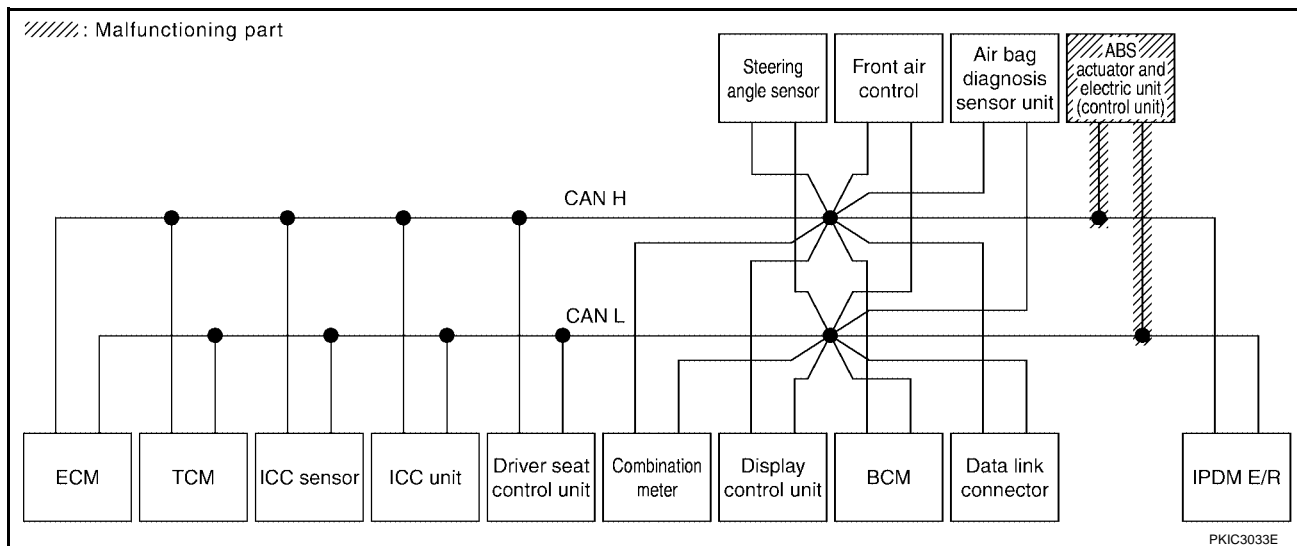 : Malfunctioning part
Steering
angle sensor
Front air
control
Air bag
diagnosis
sensor unit
ABS
actuator and
electric unit
(control unit)
CAN H
CAN L
ECM
TCM
ICC sensor
ICC unit
Driver seat
control unit
Combination
meter
Display
control unit
BCM
Data link
connector
IPDM E/R
PKIC3033E